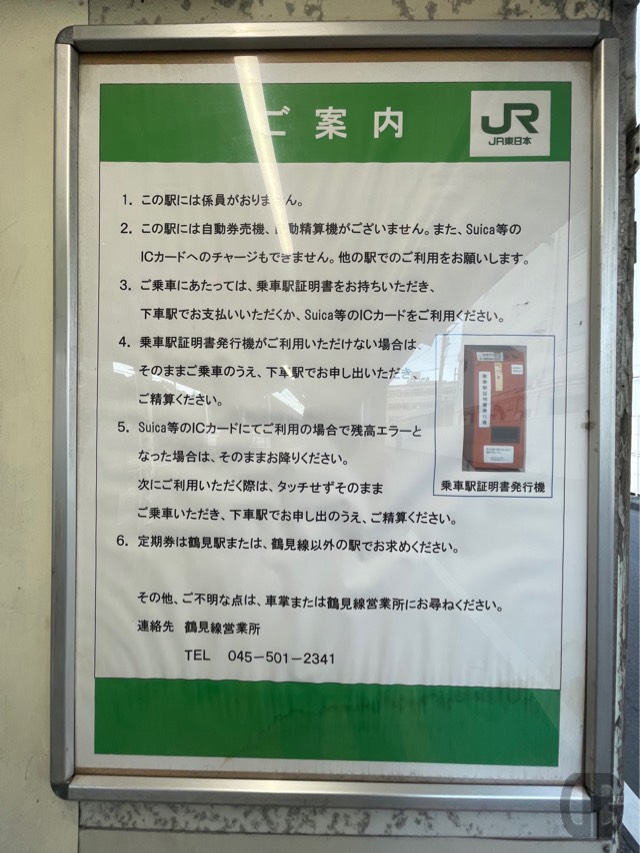 ご案内
JR
JR東日本
1. この駅には係員がおりません。
2. この駅には自動券売機、自動精算機がございません。また、Suica等の
ICカードへのチャージもできません。他の駅でのご利用をお願いします。
3. ご乗車にあたっては、乗車駅証明書をお持ちいただき、
下車駅でお支払いいただくか、Suica等のICカードをご利用ください。
4. 乗車駅証明書発行機がご利用いただけない場合は、
そのままご乗車のうえ、下車駅でお申し出いただき、
ご精算ください。
5. Suica等のICカードにてご利用の場合で残高エラーと
なった場合は、そのままお降りください。
次にご利用いただく際は、タッチせずそのまま
ご乗車いただき、下車駅でお申し出のうえ、ご精算ください。
乗車駅証明書発行機
乗車駅証明書発行機
6. 定期券は鶴見駅または、鶴見線以外の駅でお求めください。
その他、ご不明な点は、車掌または鶴見線営業所にお尋ねください。
連絡先 鶴見線営業所
TEL 045-501-2341